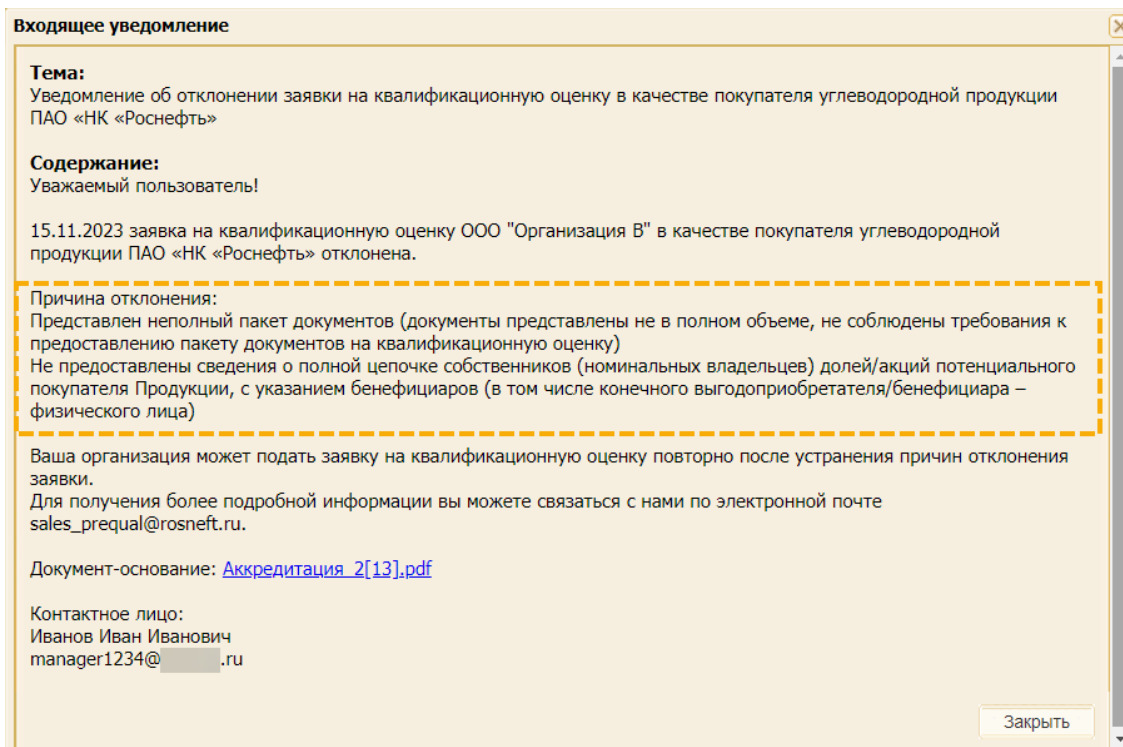 Входящее уведомление
Тема:
Уведомление об отклонении заявки на квалификационную оценку в качестве покупателя углеводородной продукции
ПАО «НК «Роснефть»
Содержание:
Уважаемый пользователь!
15.11.2023 заявка на квалификационную оценку ООО "Организация В" в качестве покупателя углеводородной
продукции ПАО «НК «Роснефть» отклонена.
Причина отклонения:
Представлен неполный пакет документов (документы представлены не в полном объеме, не соблюдены требования к
предоставлению пакету документов на квалификационную оценку)
Не предоставлены сведения о полной цепочке собственников (номинальных владельцев) долей/акций потенциального
покупателя Продукции, с указанием бенефициаров (в том числе конечного выгодоприобретателя/бенефициара –
физического лица)
Ваша организация может подать заявку на квалификационную оценку повторно после устранения причин отклонения
заявки.
Для получения более подробной информации вы можете связаться с нами по электронной почте
sales_prequal@rosneft.ru.
Документ-основание: Аккредитация_2[13].pdf
Контактное лицо:
Иванов Иван Иванович
manager1234@ .ru
Закрыть